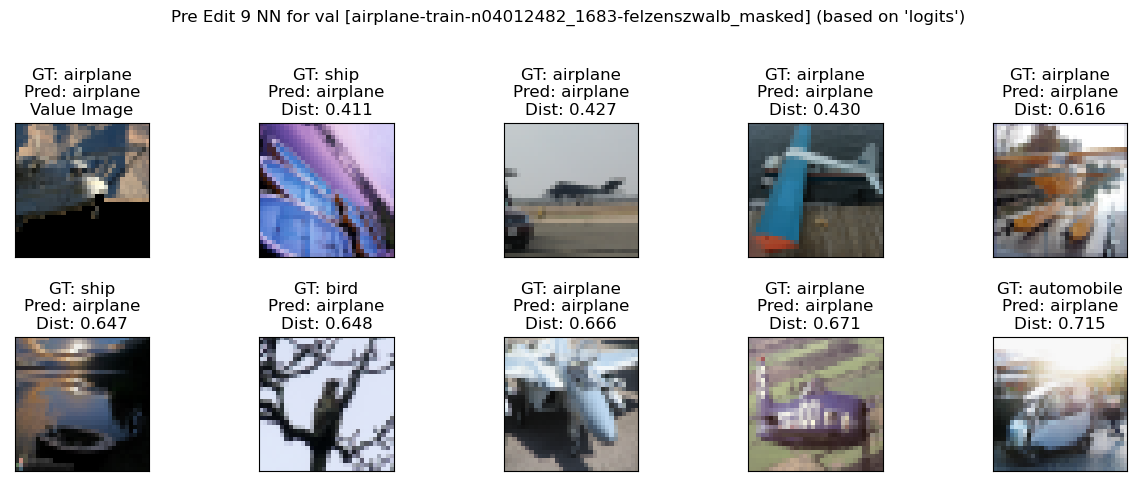 Pre Edit 9 NN for val [airplane-train-n04012482_1683-felzenszwalb_masked] (based on 'logits')
GT: airplane
Pred: airplane
Value Image
GT: ship
Pred: airplane
Dist: 0.411
GT: airplane
Pred: airplane
Dist: 0.427
GT: airplane
Pred: airplane
Dist: 0.430
GT: airplane
Pred: airplane
Dist: 0.616
GT: ship
Pred: airplane
Dist: 0.647
GT: bird
Pred: airplane
Dist: 0.648
GT: airplane
Pred: airplane
Dist: 0.666
GT: airplane
Pred: airplane
Dist: 0.671
GT: automobile
Pred: airplane
Dist: 0.715